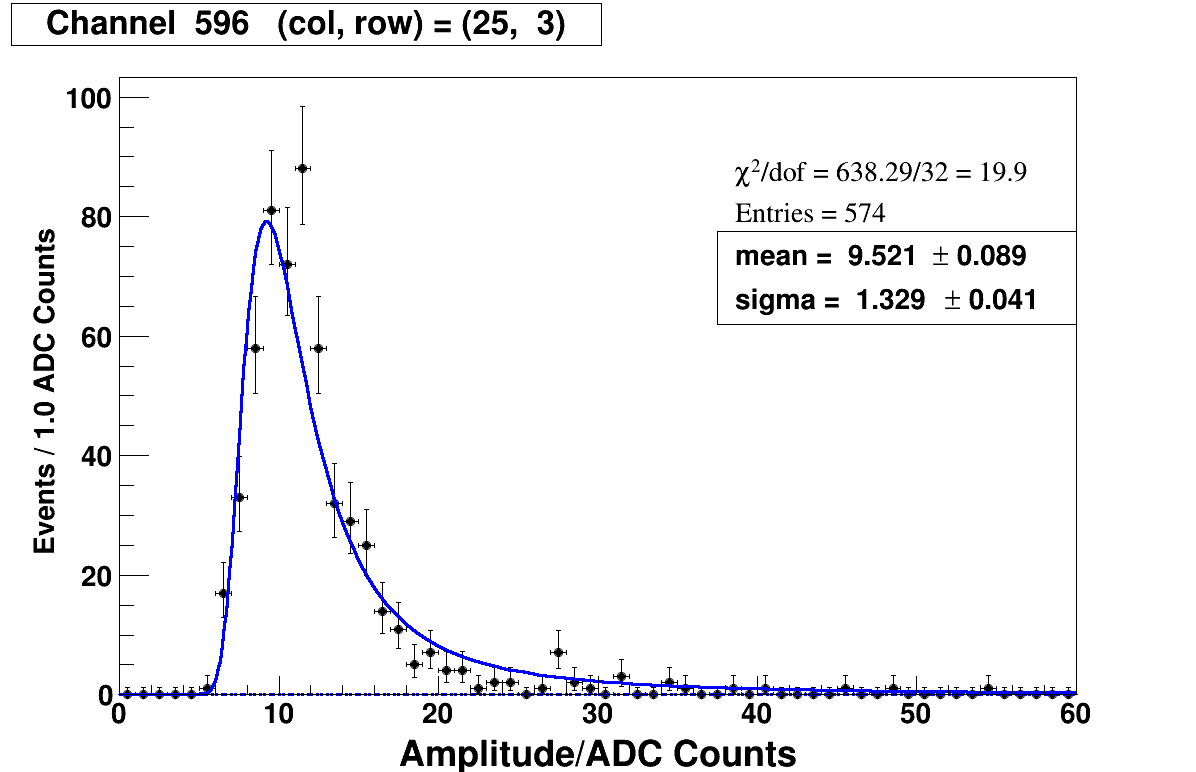 Channel 596 (col, row) = (25, 3)
100
80
60
40
20
0
Events / 1.0 ADC Counts
χ²/dof = 638.29/32 = 19.9
Entries = 574
mean = 9.521 ± 0.089
sigma = 1.329 ± 0.041
0 10 20 30 40 50 60
Amplitude/ADC Counts